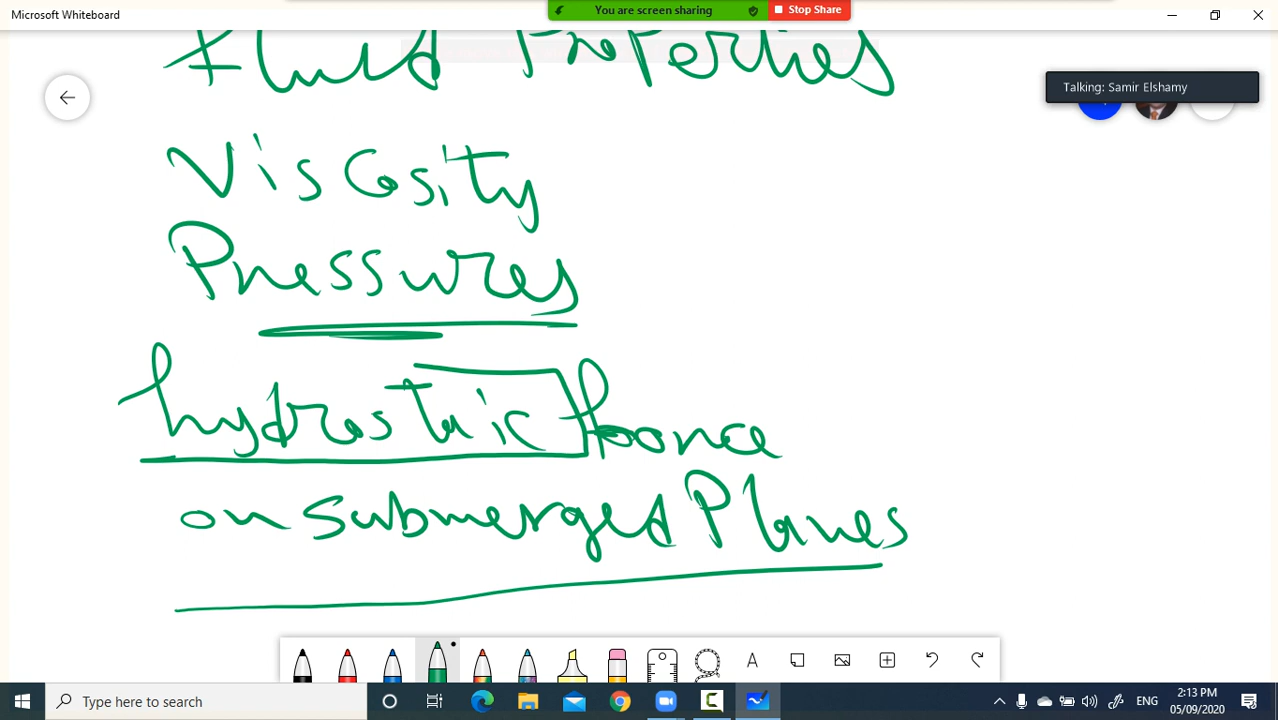 You are screen sharing
Stop Share
Microsoft Whiteboard
Talking: Samir Elshamy
Fluid Properties
Viscosity
Pressures
hydrostaic force
on submerged Planes
A
Type here to search
ENG
2:13 PM
05/09/2020